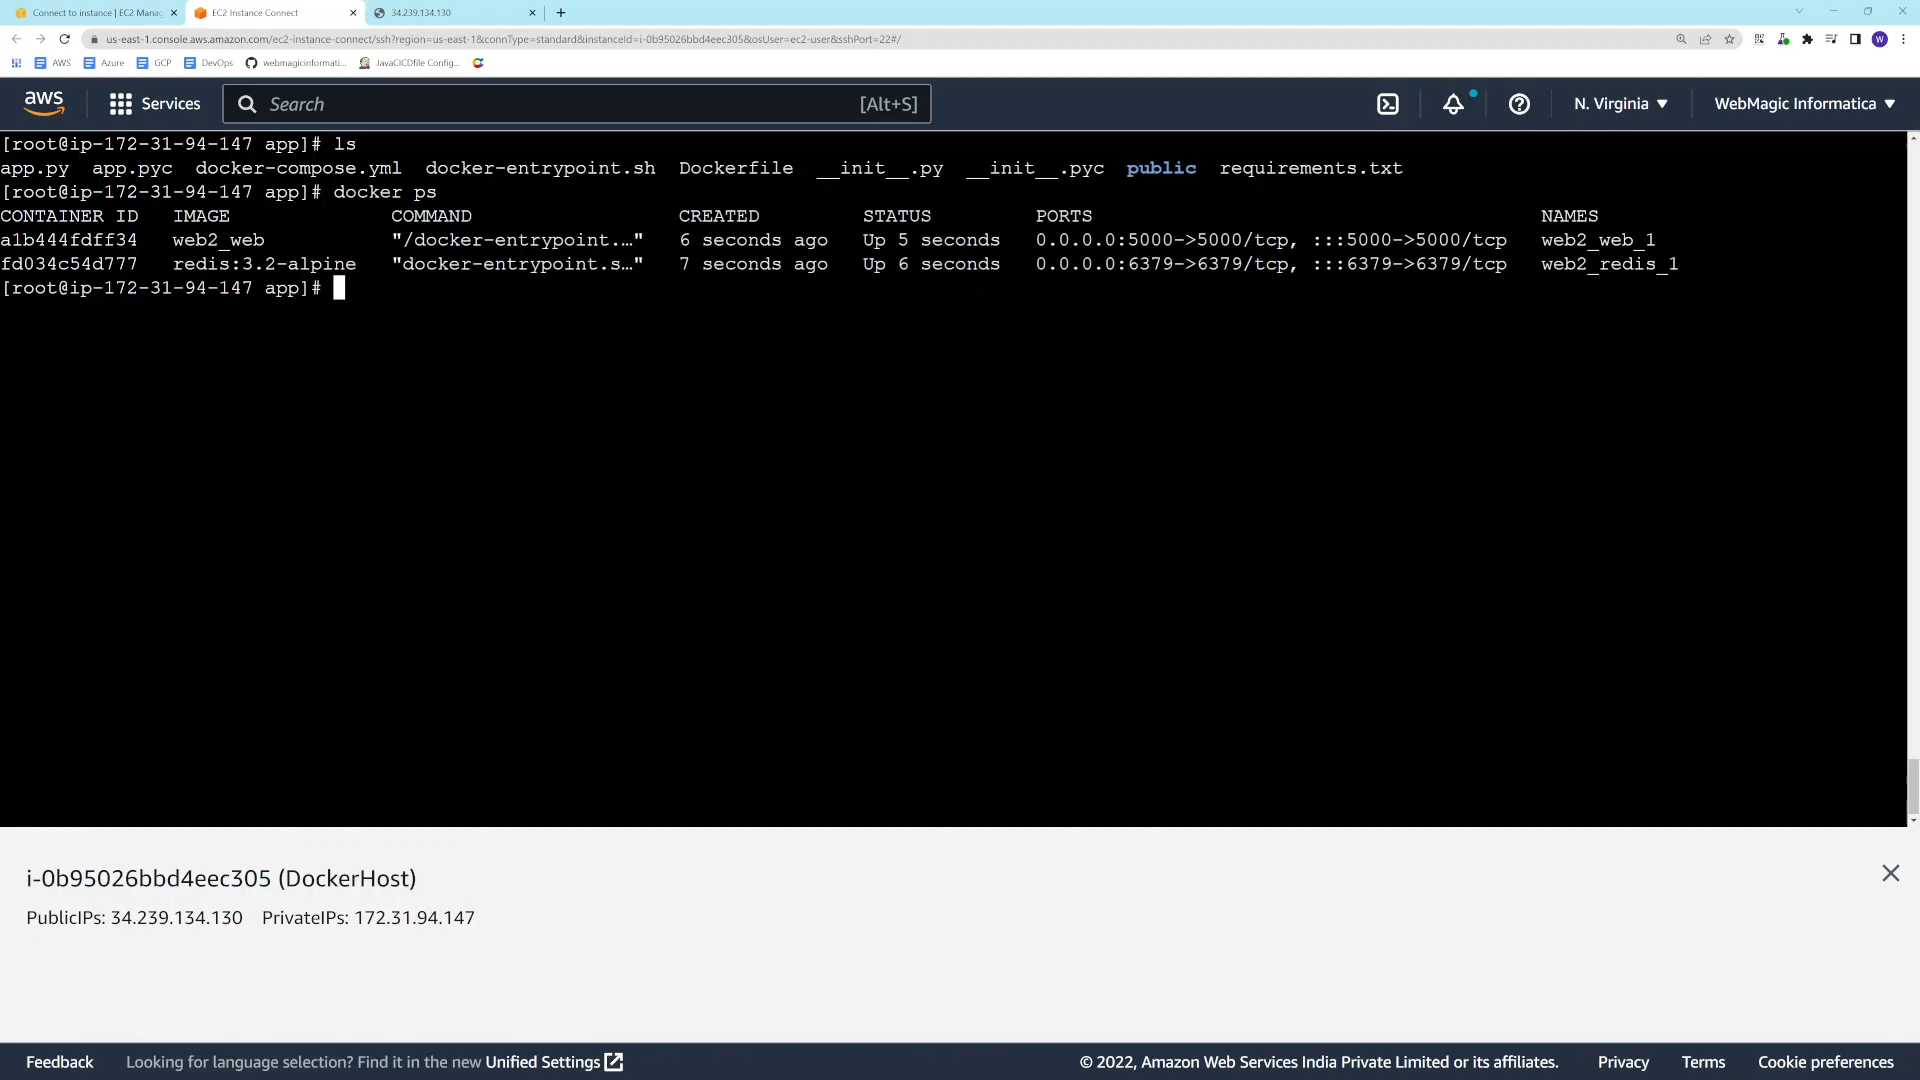 Connect to instance | EC2 Mana
EC2 Instance Connect
34.239.134.130
us-east-1.console.aws.amazon.com/ec2-instance-connect/ssh?region=us-east-1&connType=standard&instanceId=i-0b95026bbd4eec305&osUser=ec2-user&sshPort=22#/
W
AWS Azure GCP DevOps webmagicinformati... JavaCICDfile Config...
aws Services Search [Alt+S] N. Virginia WebMagic Informatica
[root@ip-172-31-94-147 app]# ls
app.py app.pyc docker-compose.yml docker-entrypoint.sh Dockerfile __init__.py __init__.pyc public requirements.txt
[root@ip-172-31-94-147 app]# docker ps
CONTAINER ID IMAGE COMMAND CREATED STATUS PORTS NAMES
a1b444fdff34 web2_web "/docker-entrypoint.…" 6 seconds ago Up 5 seconds 0.0.0.0:5000->5000/tcp, :::5000->5000/tcp web2_web_1
fd034c54d777 redis:3.2-alpine "docker-entrypoint.s…" 7 seconds ago Up 6 seconds 0.0.0.0:6379->6379/tcp, :::6379->6379/tcp web2_redis_1
[root@ip-172-31-94-147 app]#
i-0b95026bbd4eec305 (DockerHost)
PublicIPs: 34.239.134.130 PrivateIPs: 172.31.94.147
Feedback Looking for language selection? Find it in the new Unified Settings © 2022, Amazon Web Services India Private Limited or its affiliates. Privacy Terms Cookie preferences